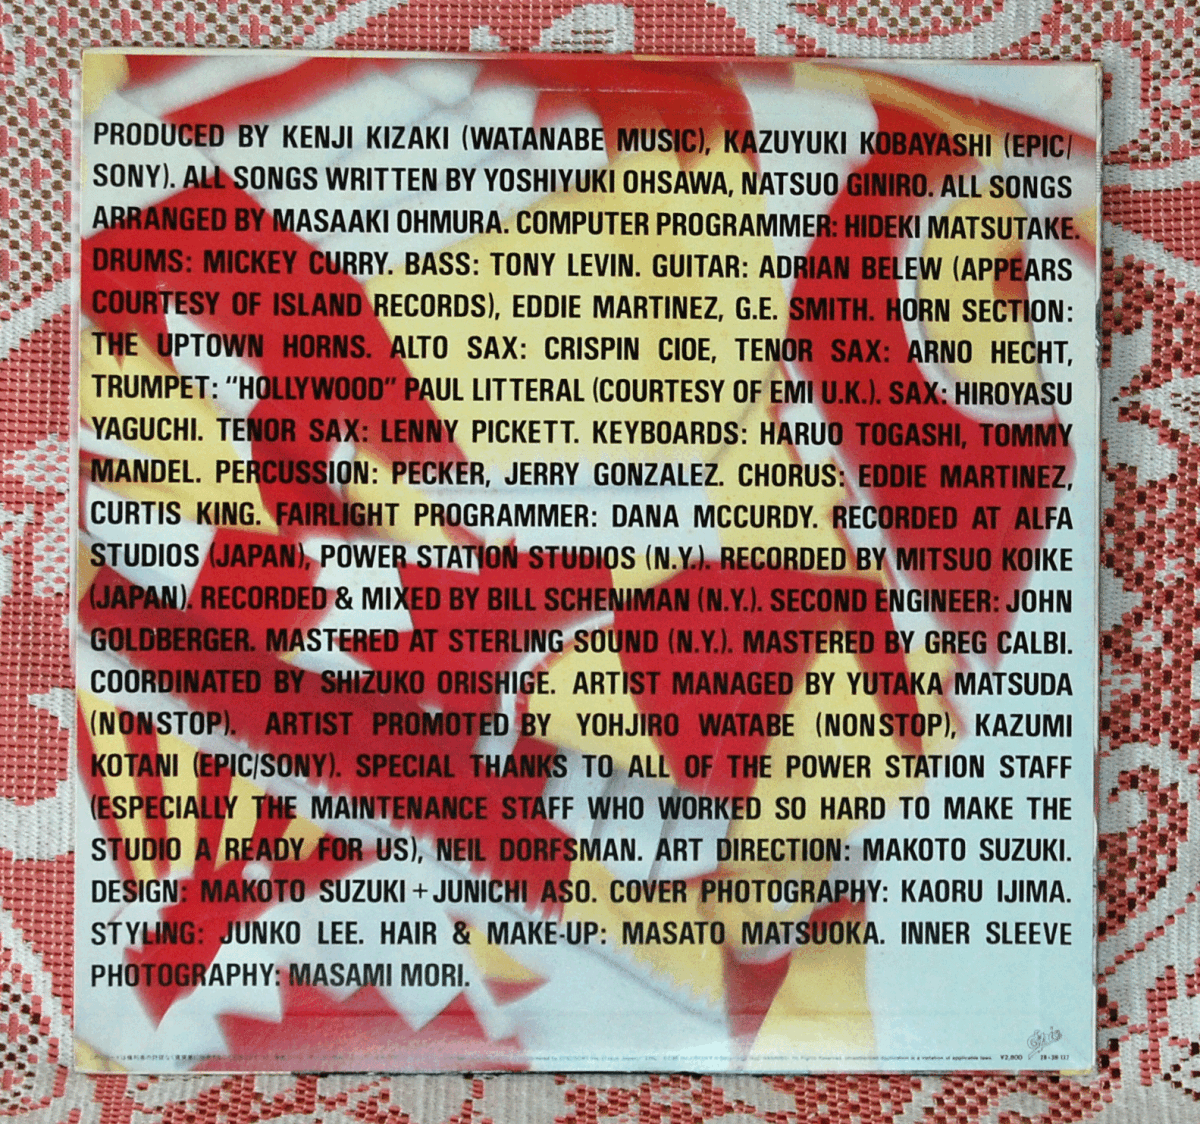 PRODUCED BY KENJI KIZAKI (WATANABE MUSIC), KAZUYUKI KOBAYASHI (EPIC/
SONY). ALL SONGS WRITTEN BY YOSHIYUKI OHSAWA, NATSUO GINIRO. ALL SONGS
ARRANGED BY MASAAKI OHMURA. COMPUTER PROGRAMMER: HIDEKI MATSUTAKE.
DRUMS: MICKEY CURRY. BASS: TONY LEVIN. GUITAR: ADRIAN BELEW (APPEARS
COURTESY OF ISLAND RECORDS), EDDIE MARTINEZ, G.E. SMITH. HORN SECTION:
THE UPTOWN HORNS. ALTO SAX: CRISPIN CIOE, TENOR SAX: ARNO HECHT,
TRUMPET: “HOLLYWOOD” PAUL LITTERAL (COURTESY OF EMI U.K.). SAX: HIROYASU
YAGUCHI. TENOR SAX: LENNY PICKETT. KEYBOARDS: HARUO TOGASHI, TOMMY
MANDEL. PERCUSSION: PECKER, JERRY GONZALEZ. CHORUS: EDDIE MARTINEZ,
CURTIS KING. FAIRLIGHT PROGRAMMER: DANA MCCURDY. RECORDED AT ALFA
STUDIOS (JAPAN), POWER STATION STUDIOS (N.Y.). RECORDED BY MITSUO KOIKE
(JAPAN). RECORDED & MIXED BY BILL SCHENIMAN (N.Y.). SECOND ENGINEER: JOHN
GOLDBERGER. MASTERED AT STERLING SOUND (N.Y.). MASTERED BY GREG CALBI.
COORDINATED BY SHIZUKO ORISHIGE. ARTIST MANAGED BY YUTAKA MATSUDA
(NONSTOP). ARTIST PROMOTED BY YOHJIRO WATABE (NONSTOP), KAZUMI
KOTANI (EPIC/SONY). SPECIAL THANKS TO ALL OF THE POWER STATION STAFF
(ESPECIALLY THE MAINTENANCE STAFF WHO WORKED SO HARD TO MAKE THE
STUDIO A READY FOR US), NEIL DORFSMAN. ART DIRECTION: MAKOTO SUZUKI.
DESIGN: MAKOTO SUZUKI + JUNICHI ASO. COVER PHOTOGRAPHY: KAORU IJIMA.
STYLING: JUNKO LEE. HAIR & MAKE-UP: MASATO MATSUOKA. INNER SLEEVE
PHOTOGRAPHY: MASAMI MORI.
Epic
¥2,800